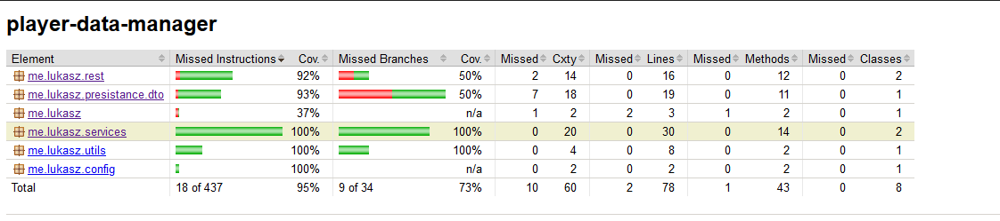 player-data-manager
Element Missed Instructions Cov. Missed Branches Cov. Missed Cxty Missed Lines Missed Methods Missed Classes
me.lukasz.rest 92% 50% 2 14 0 16 0 12 0 2
me.lukasz.presistance.dto 93% 50% 7 18 0 19 0 11 0 1
me.lukasz 37% n/a 1 2 2 3 1 2 0 1
me.lukasz.services 100% 100% 0 20 0 30 0 14 0 2
me.lukasz.utils 100% 100% 0 4 0 8 0 2 0 1
me.lukasz.config 100% n/a 0 2 0 2 0 2 0 1
Total 18 of 437 95% 9 of 34 73% 10 60 2 78 1 43 0 8